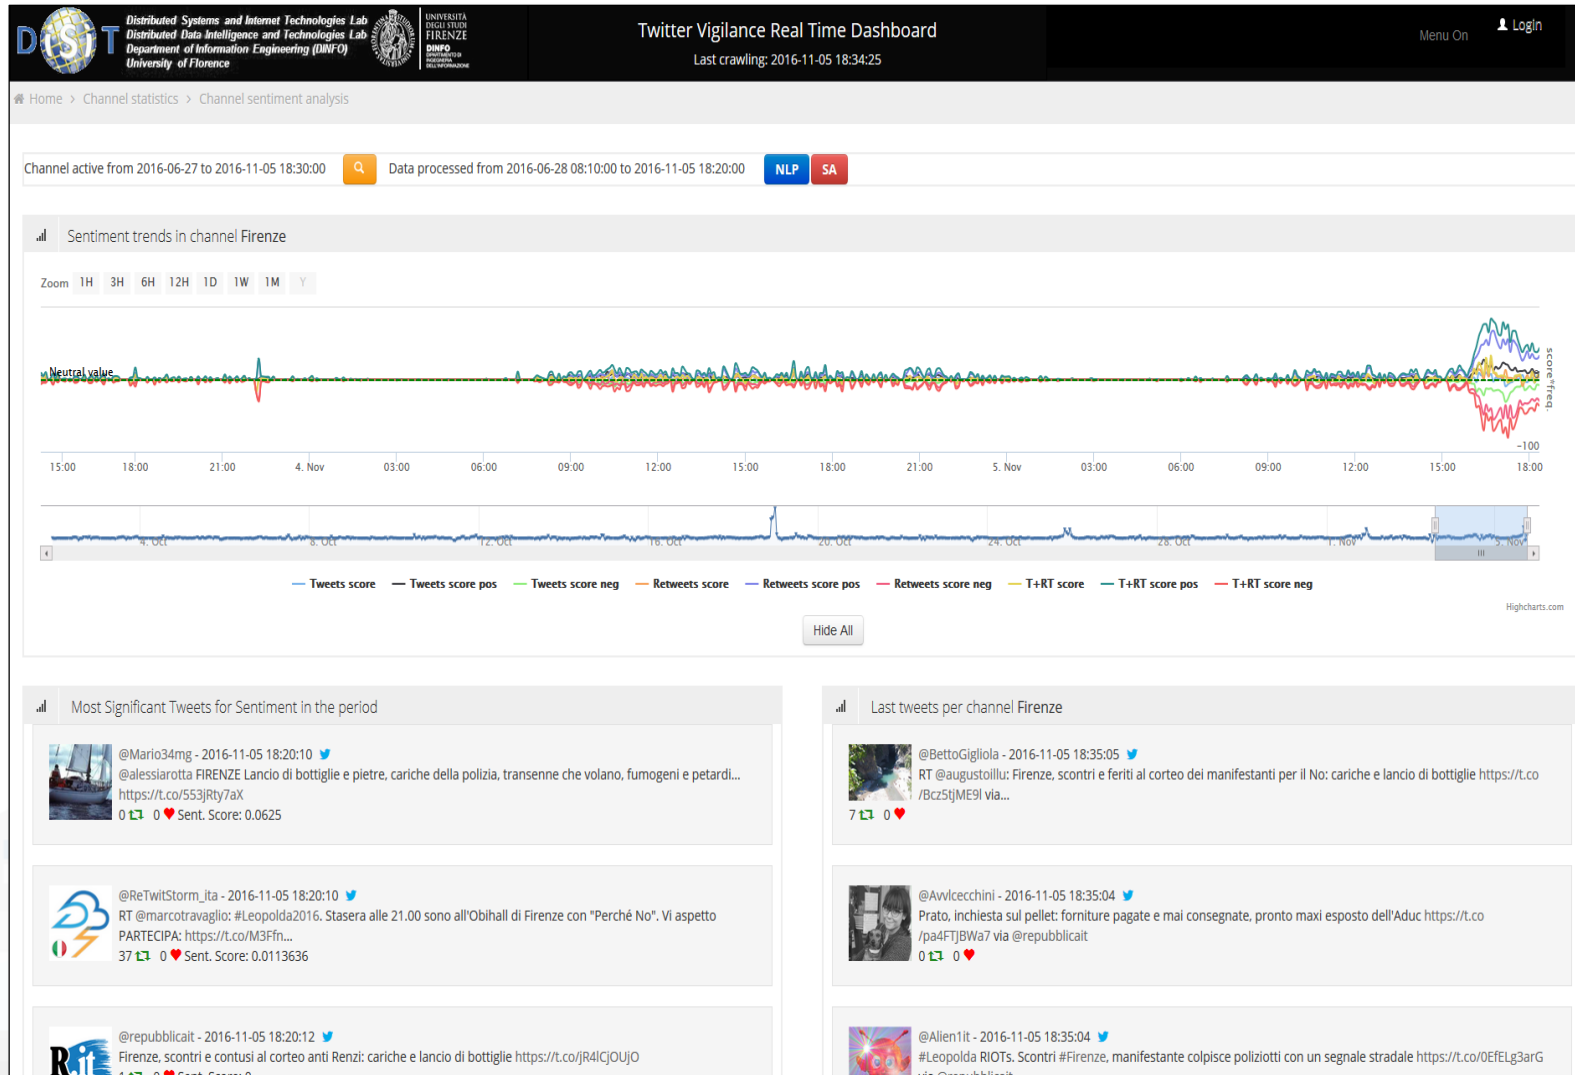 Distributed Systems and Internet Technologies Lab
Distributed Data Intelligence and Technologies Lab
Department of Information Engineering (DINFO)
University of Florence
DISIT
UNIVERSITÀ
DEGLI STUDI
FIRENZE
DINFO
Twitter Vigilance Real Time Dashboard
Last crawling: 2016-11-05 18:34:25
Menu On
Login
Home > Channel statistics > Channel sentiment analysis
Channel active from 2016-06-27 to 2016-11-05 18:30:00
Data processed from 2016-06-28 08:10:00 to 2016-11-05 18:20:00
NLP
SA
Sentiment trends in channel Firenze
Zoom 1H 3H 6H 12H 1D 1W 1M Y
Neutral value
score*freq.
-100
15:00 18:00 21:00 4. Nov 03:00 06:00 09:00 12:00 15:00 18:00 21:00 5. Nov 03:00 06:00 09:00 12:00 15:00 18:00
4. Oct 8. Oct 12. Oct 16. Oct 20. Oct 24. Oct 28. Oct 1. Nov 5. Nov
Tweets score Tweets score pos Tweets score neg Retweets score Retweets score pos Retweets score neg T+RT score T+RT score pos T+RT score neg
Highcharts.com
Hide All
Most Significant Tweets for Sentiment in the period
@Mario34mg - 2016-11-05 18:20:10
@alessiarotta FIRENZE Lancio di bottiglie e pietre, cariche della polizia, transenne che volano, fumogeni e petardi...
https://t.co/553jRty7aX
0 0 Sent. Score: 0.0625
@ReTwitStorm_ita - 2016-11-05 18:20:10
RT @marcotravaglio: #Leopolda2016. Stasera alle 21.00 sono all'Obihall di Firenze con "Perché No". Vi aspetto
PARTECIPA: https://t.co/M3Ffn...
37 0 Sent. Score: 0.0113636
R.it
@repubblicait - 2016-11-05 18:20:12
Firenze, scontri e contusi al corteo anti Renzi: cariche e lancio di bottiglie https://t.co/jR4lCjOUjO
1 0 Sent. Score: 0
Last tweets per channel Firenze
@BettoGigliola - 2016-11-05 18:35:05
RT @augustoillu: Firenze, scontri e feriti al corteo dei manifestanti per il No: cariche e lancio di bottiglie https://t.co
/Bcz5tjME9l via...
7 0
@Avvlcecchini - 2016-11-05 18:35:04
Prato, inchiesta sul pellet: forniture pagate e mai consegnate, pronto maxi esposto dell'Aduc https://t.co
/pa4FTJBWa7 via @repubblicait
0 0
@Alien1it - 2016-11-05 18:35:04
#Leopolda RIOTs. Scontri #Firenze, manifestante colpisce poliziotti con un segnale stradale https://t.co/0EfELg3arG
via @repubblicait